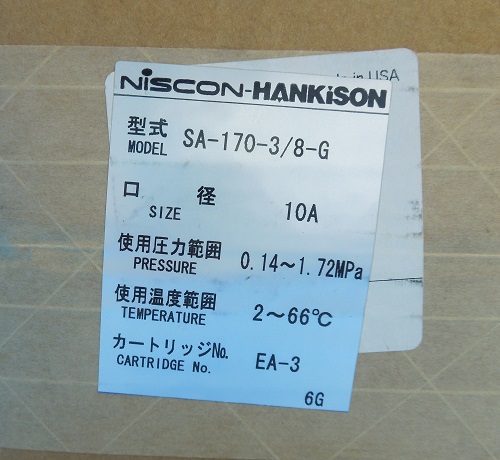 in USA
NiSCON-HANKiSON
型式
MODEL SA-170-3/8-G
口 径
SIZE 10A
使用圧力範囲
PRESSURE 0.14～1.72MPa
使用温度範囲
TEMPERATURE 2～66℃
カートリッジNo.
CARTRIDGE No. EA-3
6G